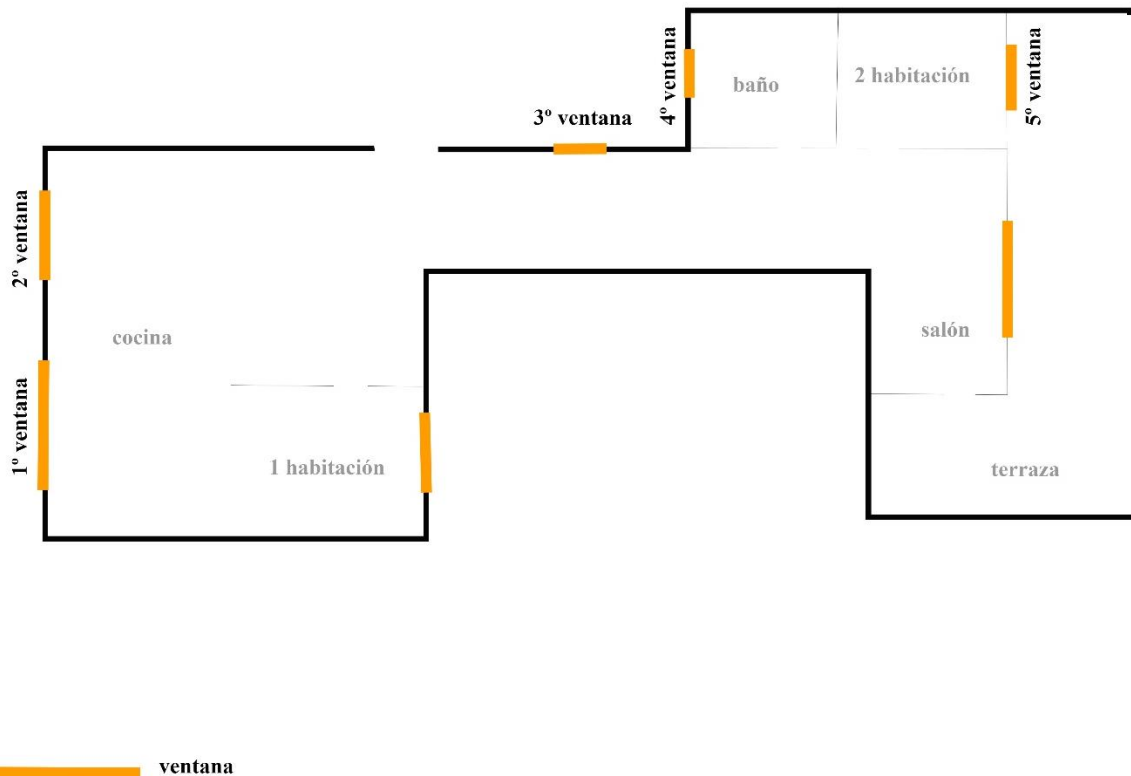 4º ventana
baño
2 habitación
5º ventana
3º ventana
2º ventana
cocina
salón
1º ventana
1 habitación
terraza
ventana